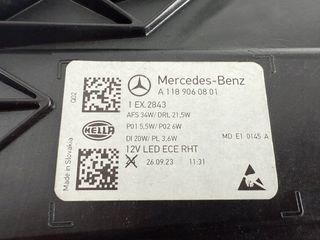 Mercedes-Benz
A 118 906 08 01
002
1 EX.2843
AFS 34W/ DRL 21,5W
P01 5,5W/ P02 6W
DI 20W/ PL 3,6W
12V LED ECE RHT
26.09.23 11:31
HELLA
Made in Slovakia
MD E1 0145 A